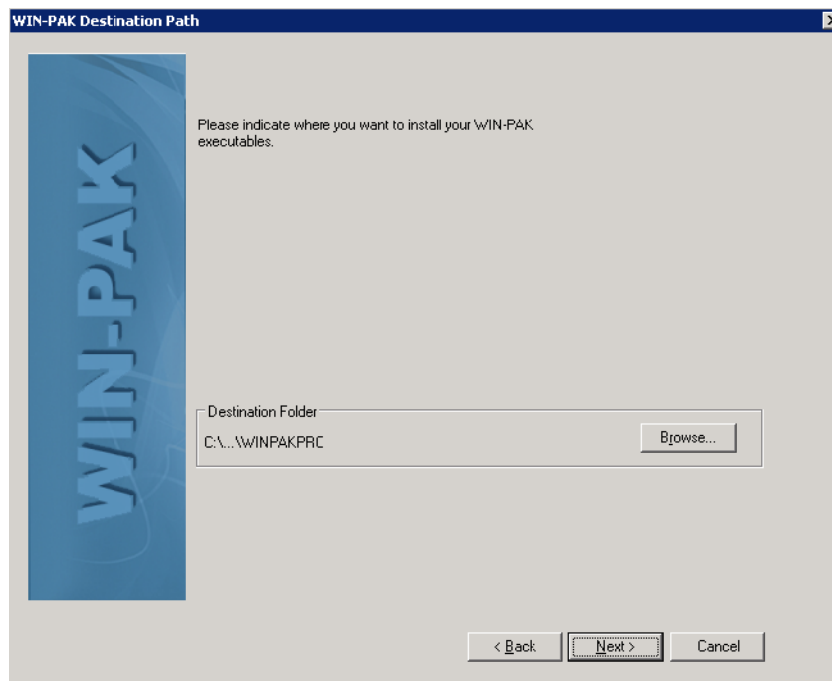 WIN-PAK Destination Path
WIN-PAK
Please indicate where you want to install your WIN-PAK
executables.
Destination Folder
C:\...\WINPAKPRC
Browse...
< Back
Next >
Cancel